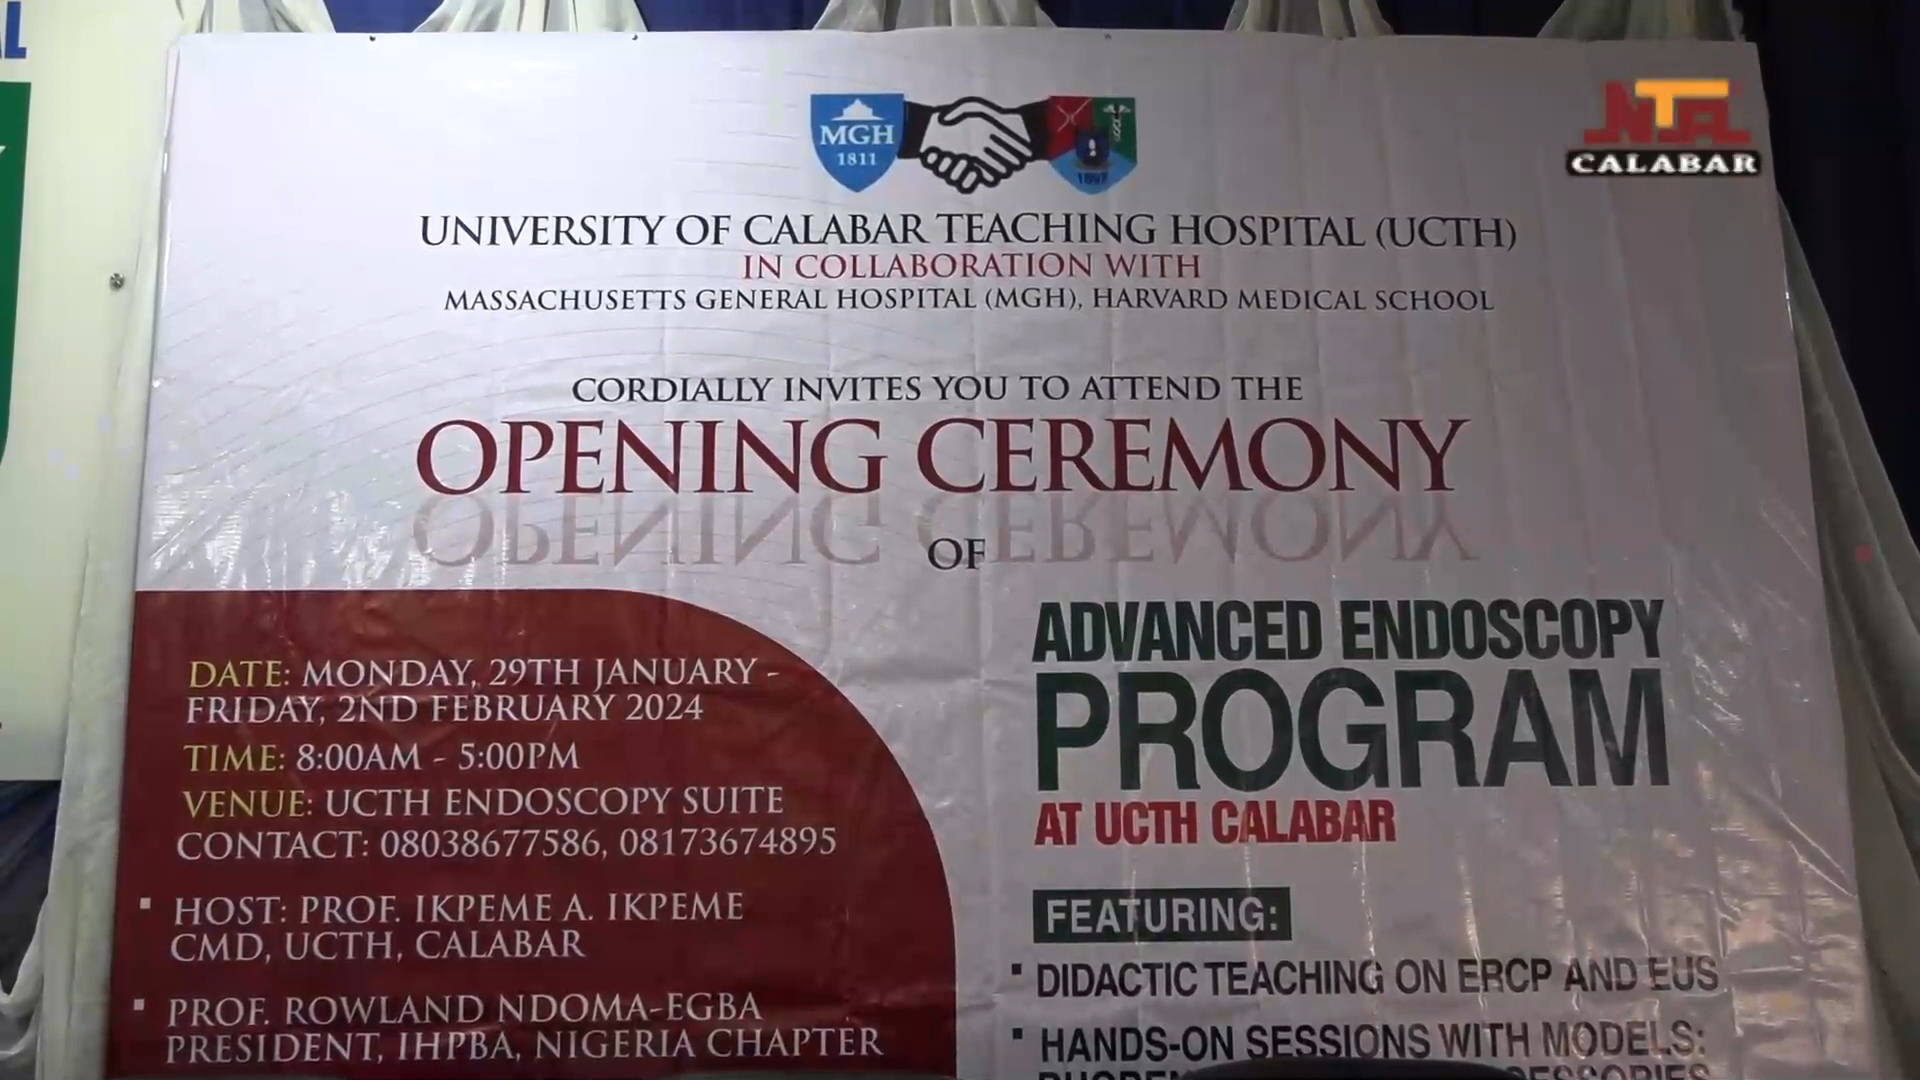 NTA
CALABAR
MGH
1811
1897
UNIVERSITY OF CALABAR TEACHING HOSPITAL (UCTH)
IN COLLABORATION WITH
MASSACHUSETTS GENERAL HOSPITAL (MGH), HARVARD MEDICAL SCHOOL
CORDIALLY INVITES YOU TO ATTEND THE
OPENING CEREMONY
OF
DATE: MONDAY, 29TH JANUARY -
FRIDAY, 2ND FEBRUARY 2024
TIME: 8:00AM - 5:00PM
VENUE: UCTH ENDOSCOPY SUITE
CONTACT: 08038677586, 08173674895
HOST: PROF. IKPEME A. IKPEME
CMD, UCTH, CALABAR
PROF. ROWLAND NDOMA-EGBA
PRESIDENT, IHPBA, NIGERIA CHAPTER
ADVANCED ENDOSCOPY
PROGRAM
AT UCTH CALABAR
FEATURING:
DIDACTIC TEACHING ON ERCP AND EUS
HANDS-ON SESSIONS WITH MODELS: